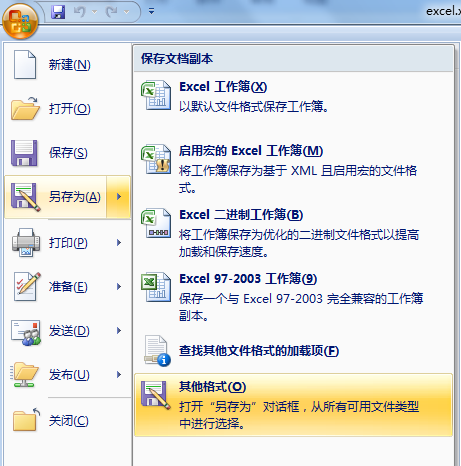 excel.x
新建(N)
打开(O)
保存(S)
另存为(A)
打印(P)
准备(E)
发送(D)
发布(U)
关闭(C)
保存文档副本
Excel 工作簿(X)
以默认文件格式保存工作簿。
启用宏的 Excel 工作簿(M)
将工作簿保存为基于 XML 且启用宏的文件格
式。
Excel 二进制工作簿(B)
将工作簿保存为优化的二进制文件格式以提高
加载和保存速度。
Excel 97-2003 工作簿(9)
保存一个与 Excel 97-2003 完全兼容的工作簿
副本。
查找其他文件格式的加载项(F)
其他格式(O)
打开“另存为”对话框，从所有可用文件类型
中进行选择。